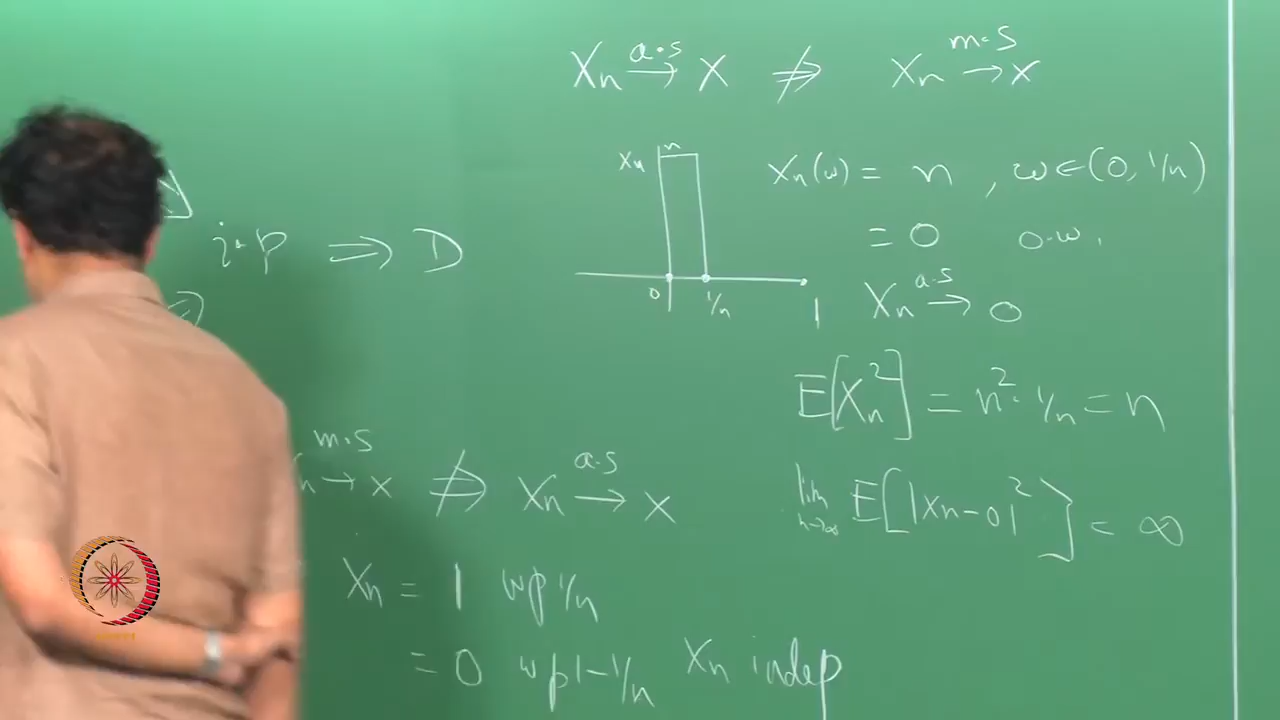 i.p ⟹ D
m.s
→ x ⇏ Xn a.s→ X
Xn = 1 wp 1/n
= 0 wp 1-1/n Xn indep
Xn a.s→ X ⇏ Xn m.s→ X
Xn n
0 1/n 1
Xn(ω) = n , ω∈(0, 1/n)
= 0 o.w.
Xn a.s→ 0
E[Xn²] = n². 1/n = n
lim n→∞ E[|Xn-0|²] = ∞